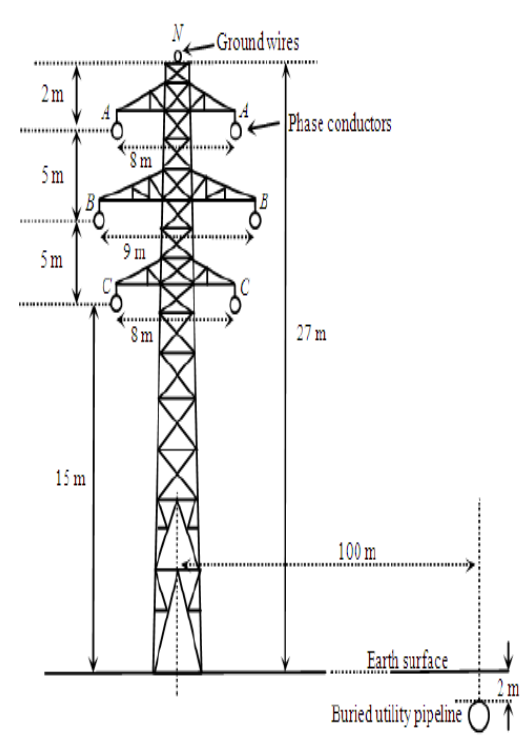 N
Ground wires
2 m
A
A
Phase conductors
8 m
5 m
B
B
9 m
5 m
C
C
8 m
27 m
15 m
100 m
Earth surface
2 m
Buried utility pipeline